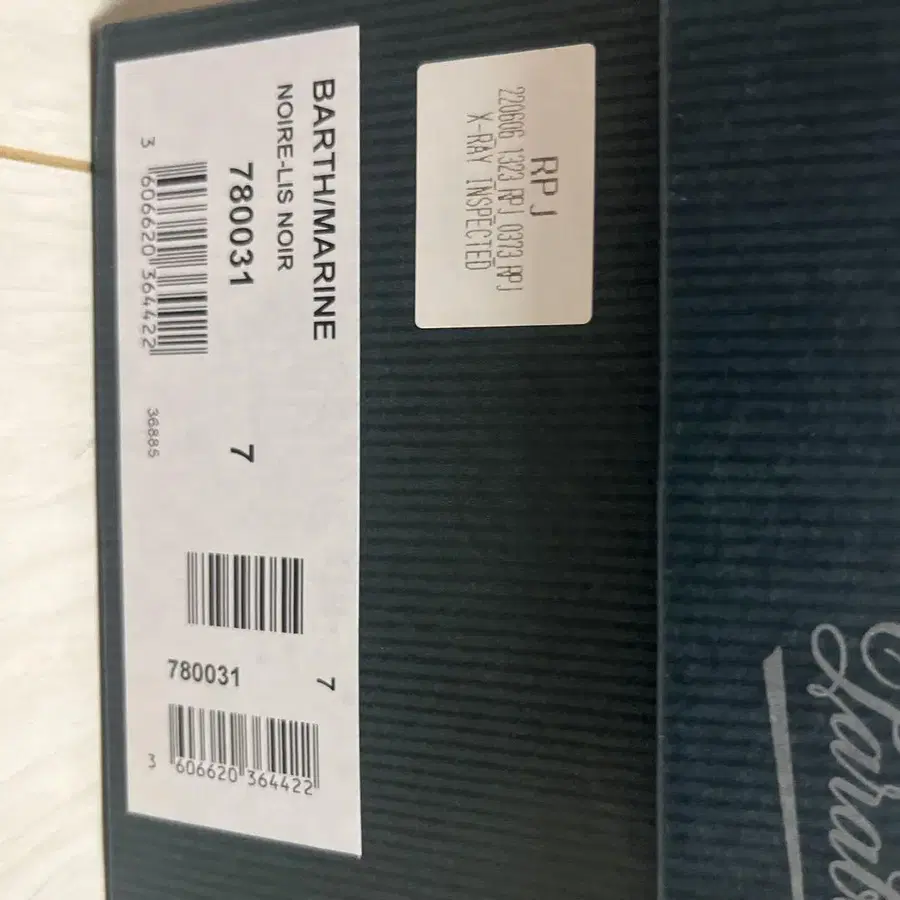 BARTH/MARINE
NOIRE-LIS NOIR
780031
7
3 606620 364422
36885
780031
7
3 606620 364422
RPJ
220606 1323 RPJ 0373 RPJ
X-RAY INSPECTED